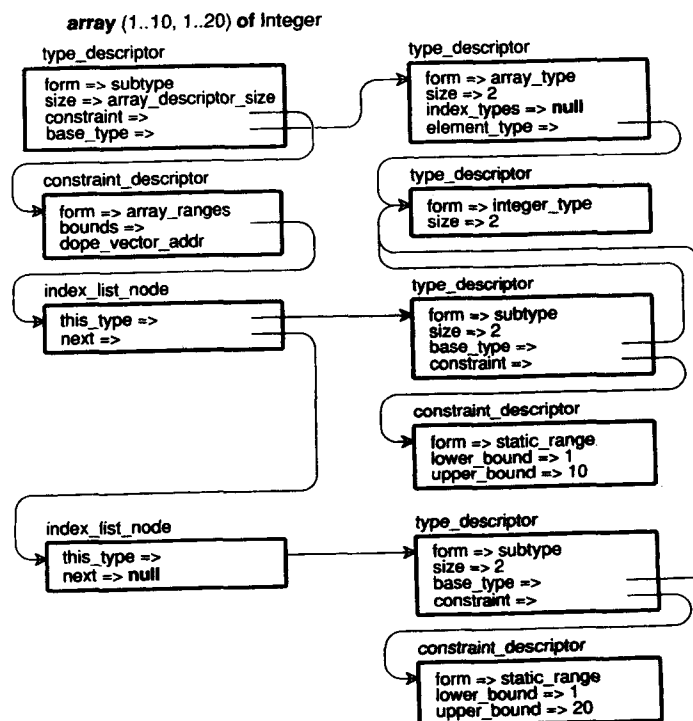 array (1..10, 1..20) of Integer
type_descriptor
form => subtype
size => array_descriptor_size
constraint =>
base_type =>
type_descriptor
form => array_type
size => 2
index_types => null
element_type =>
constraint_descriptor
form => array_ranges
bounds =>
dope_vector_addr
type_descriptor
form => integer_type
size => 2
index_list_node
this_type =>
next =>
type_descriptor
form => subtype
size => 2
base_type =>
constraint =>
constraint_descriptor
form => static_range
lower_bound => 1
upper_bound => 10
index_list_node
this_type =>
next => null
type_descriptor
form => subtype
size => 2
base_type =>
constraint =>
constraint_descriptor
form => static_range
lower_bound => 1
upper_bound => 20